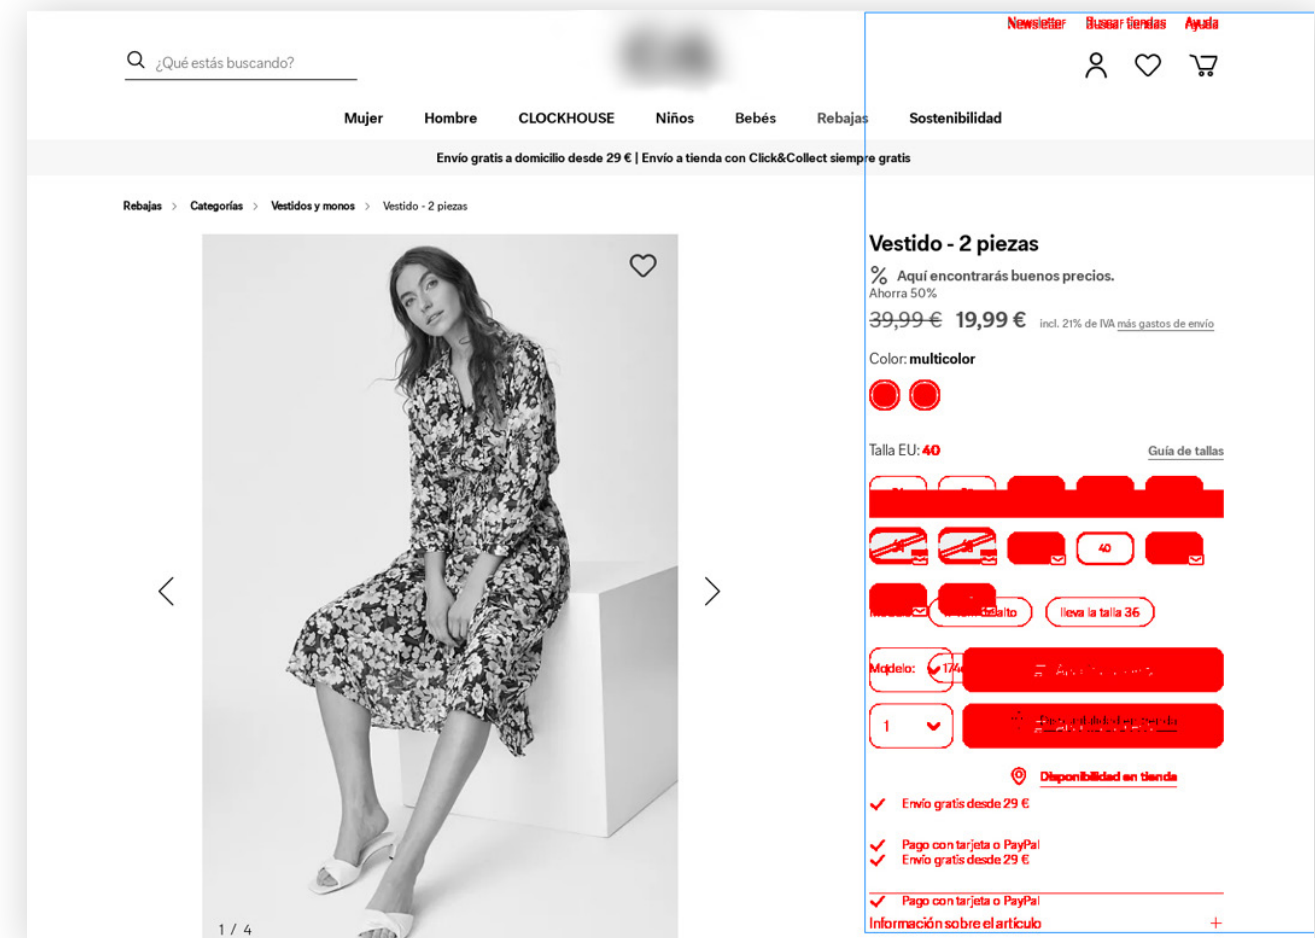 Newsletter Buscar tiendas Ayuda
¿Qué estás buscando?
Mujer Hombre CLOCKHOUSE Niños Bebés Rebajas Sostenibilidad
Envío gratis a domicilio desde 29 € | Envío a tienda con Click&Collect siempre gratis
Rebajas > Categorías > Vestidos y monos > Vestido - 2 piezas
Vestido - 2 piezas
% Aquí encontrarás buenos precios.
Ahorra 50%
39,99 € 19,99 € incl. 21% de IVA más gastos de envío
Color: multicolor
Talla EU: 40 Guía de tallas
40
lleva la talla 36
Modelo: 174
1
Disponibilidad en tienda
Disponibilidad en tienda
Envío gratis desde 29 €
Pago con tarjeta o PayPal
Envío gratis desde 29 €
Pago con tarjeta o PayPal
Información sobre el artículo +
1 / 4